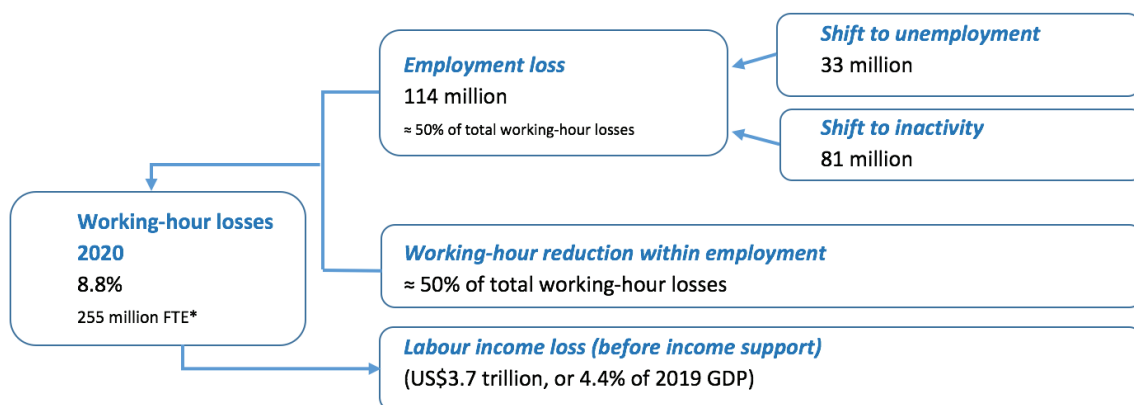 Shift to unemployment
33 million
Employment loss
114 million
≈ 50% of total working-hour losses
Shift to inactivity
81 million
Working-hour losses
2020
8.8%
255 million FTE*
Working-hour reduction within employment
≈ 50% of total working-hour losses
Labour income loss (before income support)
(US$3.7 trillion, or 4.4% of 2019 GDP)